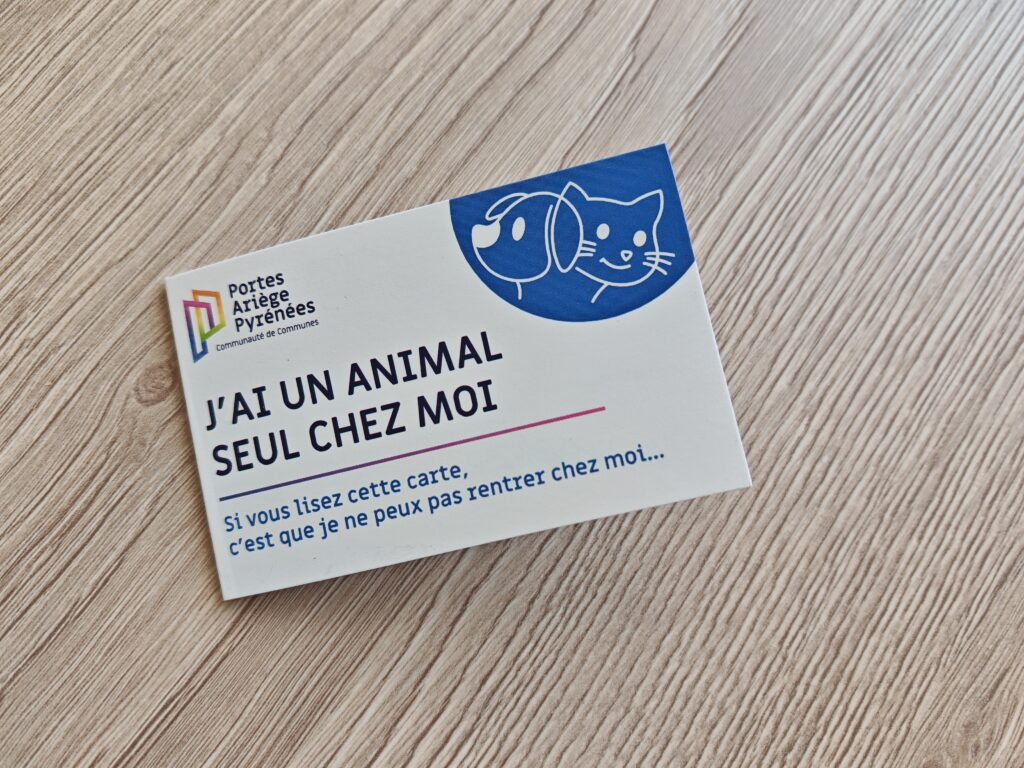 Portes
Ariège
Pyrénées
Communauté de Communes
J'AI UN ANIMAL
SEUL CHEZ MOI
Si vous lisez cette carte,
c'est que je ne peux pas rentrer chez moi...